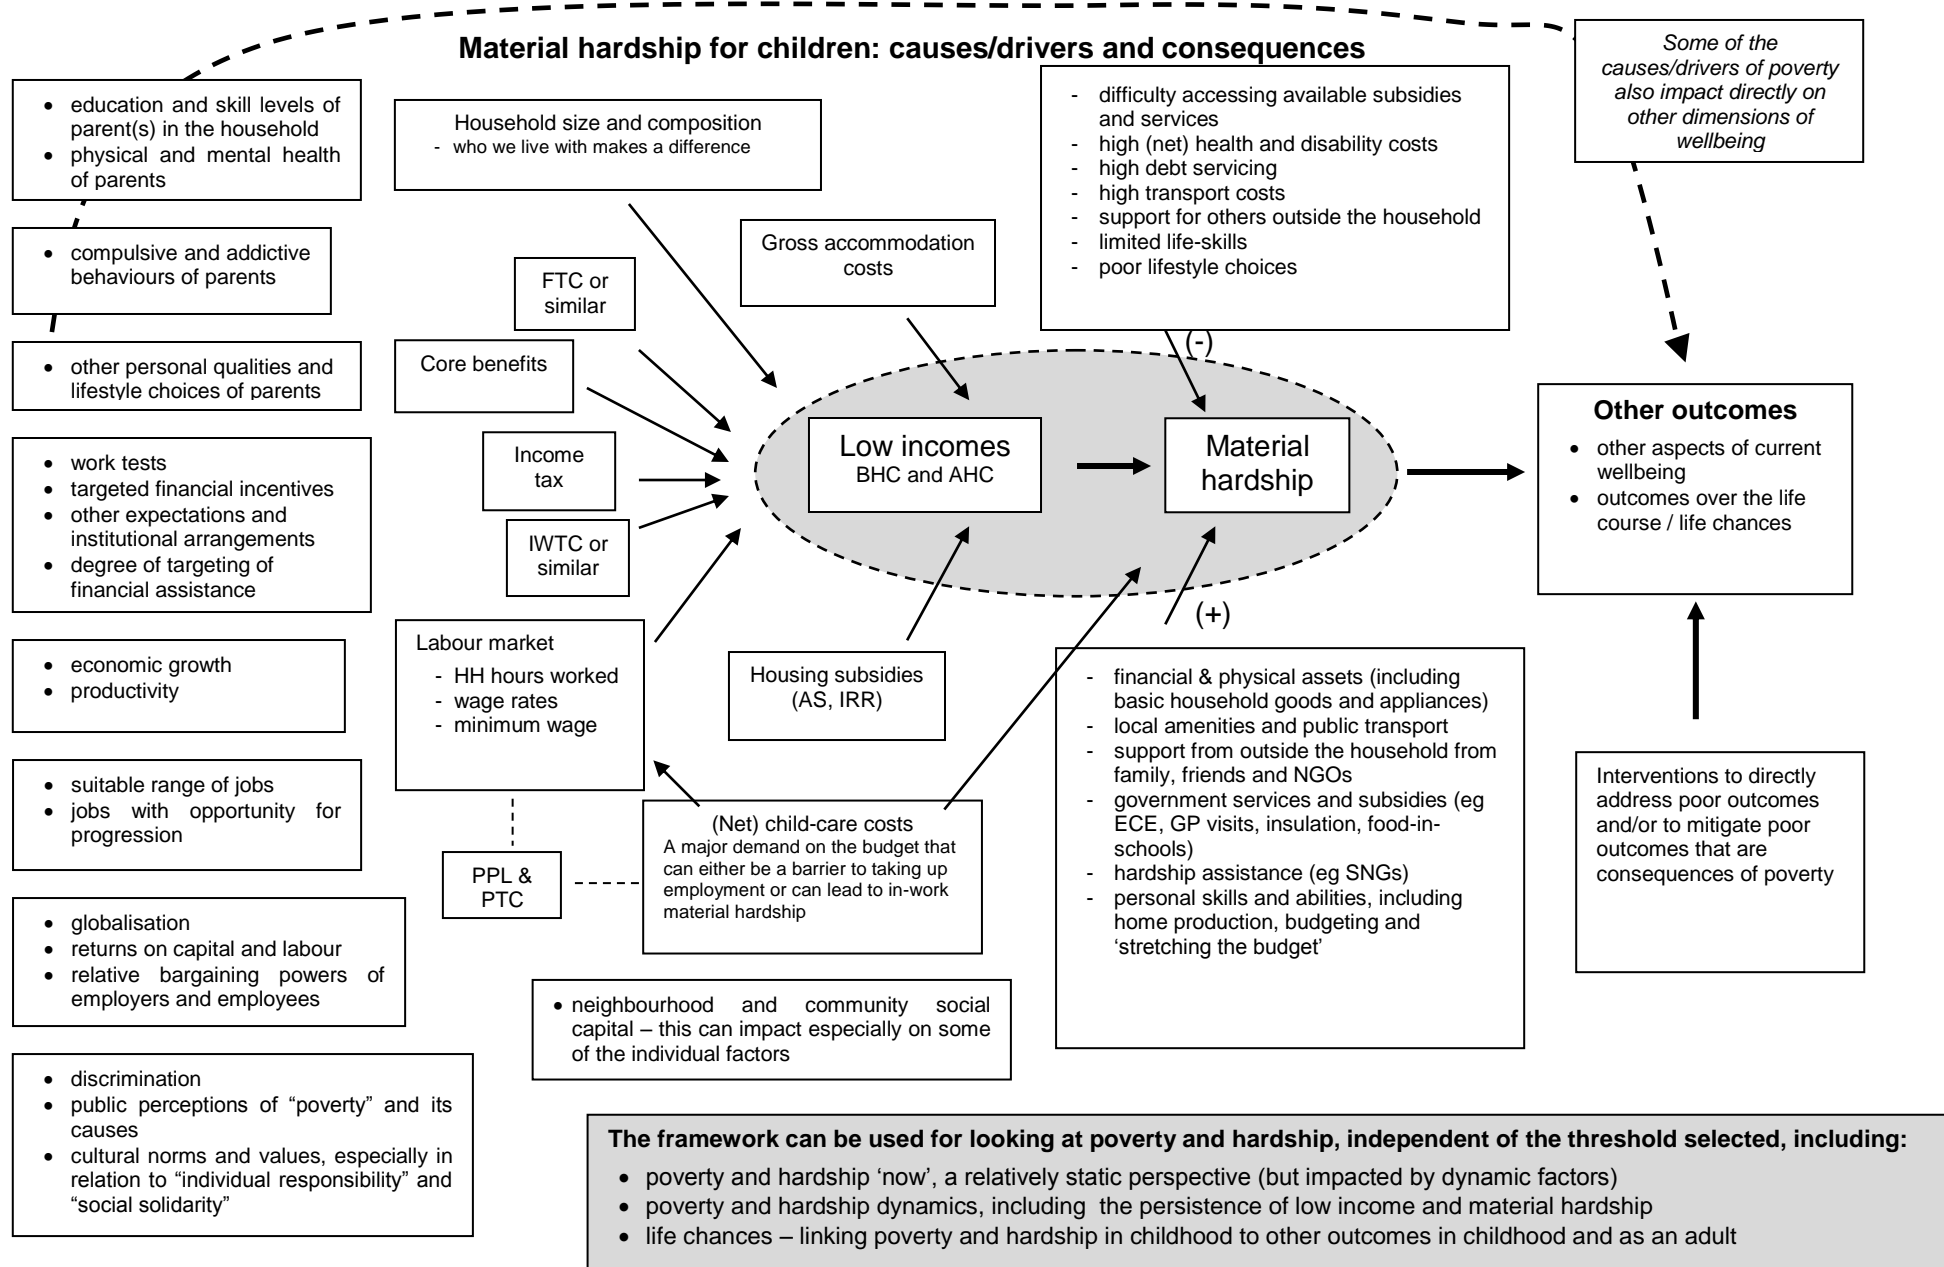 Material hardship for children: causes/drivers and consequences
Some of the
causes/drivers of poverty
also impact directly on
other dimensions of
wellbeing
• education and skill levels of
parent(s) in the household
• physical and mental health
of parents
• compulsive and addictive
behaviours of parents
• other personal qualities and
lifestyle choices of parents
• work tests
• targeted financial incentives
• other expectations and
institutional arrangements
• degree of targeting of
financial assistance
• economic growth
• productivity
• suitable range of jobs
• jobs with opportunity for
progression
• globalisation
• returns on capital and labour
• relative bargaining powers of
employers and employees
• discrimination
• public perceptions of “poverty” and its
causes
• cultural norms and values, especially in
relation to “individual responsibility” and
“social solidarity”
Household size and composition
- who we live with makes a difference
FTC or
similar
Core benefits
Income
tax
IWTC or
similar
Labour market
- HH hours worked
- wage rates
- minimum wage
PPL &
PTC
Gross accommodation
costs
Low incomes
BHC and AHC
Housing subsidies
(AS, IRR)
(Net) child-care costs
A major demand on the budget that
can either be a barrier to taking up
employment or can lead to in-work
material hardship
• neighbourhood and community social
capital – this can impact especially on some
of the individual factors
- difficulty accessing available subsidies
and services
- high (net) health and disability costs
- high debt servicing
- high transport costs
- support for others outside the household
- limited life-skills
- poor lifestyle choices
(-)
Material
hardship
(+)
- financial & physical assets (including
basic household goods and appliances)
- local amenities and public transport
- support from outside the household from
family, friends and NGOs
- government services and subsidies (eg
ECE, GP visits, insulation, food-in-
schools)
- hardship assistance (eg SNGs)
- personal skills and abilities, including
home production, budgeting and
‘stretching the budget’
Other outcomes
• other aspects of current
wellbeing
• outcomes over the life
course / life chances
Interventions to directly
address poor outcomes
and/or to mitigate poor
outcomes that are
consequences of poverty
The framework can be used for looking at poverty and hardship, independent of the threshold selected, including:
• poverty and hardship ‘now’, a relatively static perspective (but impacted by dynamic factors)
• poverty and hardship dynamics, including the persistence of low income and material hardship
• life chances – linking poverty and hardship in childhood to other outcomes in childhood and as an adult